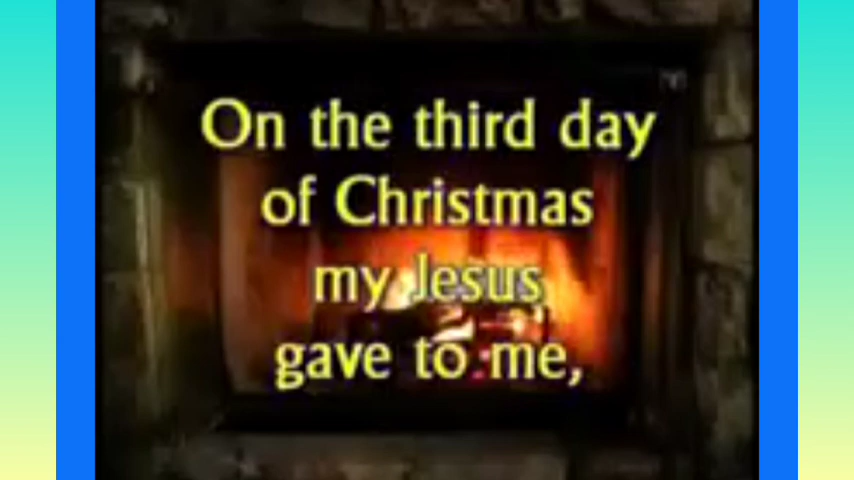 On the third day
of Christmas
my Jesus
gave to me,